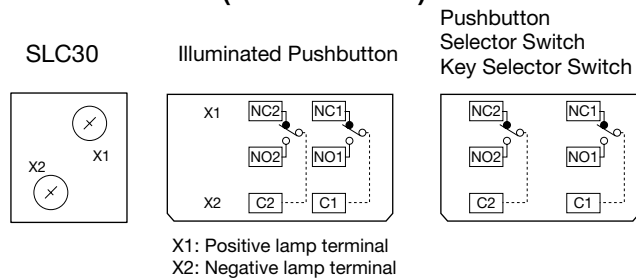 SLC30
X1
X2
Illuminated Pushbutton
X1 NC2 NC1
NO2 NO1
X2 C2 C1
X1: Positive lamp terminal
X2: Negative lamp terminal
Pushbutton
Selector Switch
Key Selector Switch
NC2 NC1
NO2 NO1
C2 C1